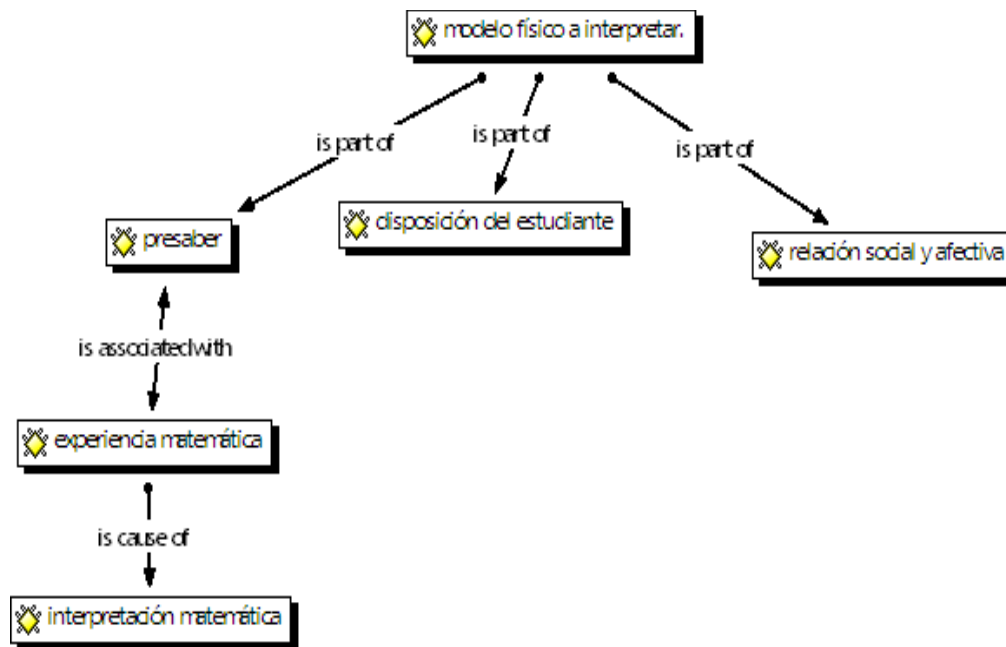 modelo físico a interpretar.
is part of
is part of
is part of
presaber
disposición del estudiante
relación social y afectiva
is associated with
experiencia matemática
is cause of
interpretación matemática